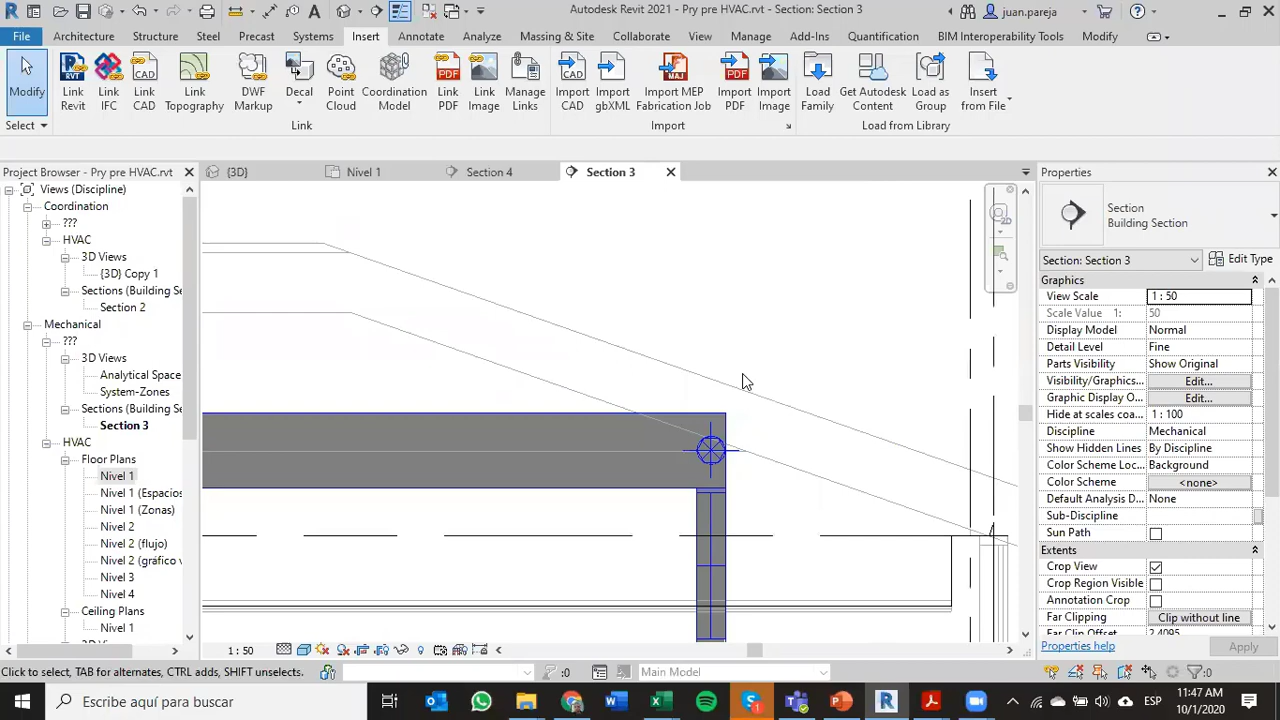 Autodesk Revit 2021 - Pry pre HVAC.rvt - Section: Section 3
juan.pareja
File Architecture Structure Steel Precast Systems Insert Annotate Analyze Massing & Site Collaborate View Manage Add-Ins Quantification BIM Interoperability Tools Modify
Modify
Link Revit
Link IFC
Link CAD
Link Topography
DWF Markup
Decal
Point Cloud
Coordination Model
Link PDF
Link Image
Manage Links
Import CAD
Import gbXML
Import MEP Fabrication Job
Import PDF
Import Image
Load Family
Get Autodesk Content
Load as Group
Insert from File
Select
Link
Import
Load from Library
Project Browser - Pry pre HVAC.rvt
{3D}
Nivel 1
Section 4
Section 3
Properties
Views (Discipline)
Coordination
???
HVAC
3D Views
{3D} Copy 1
Sections (Building Se
Section 2
Mechanical
???
3D Views
Analytical Space
System-Zones
Sections (Building Se
Section 3
HVAC
Floor Plans
Nivel 1
Nivel 1 (Espacios
Nivel 1 (Zonas)
Nivel 2
Nivel 2 (flujo)
Nivel 2 (gráfico v
Nivel 3
Nivel 4
Ceiling Plans
Nivel 1
2D
Section
Building Section
Section: Section 3 Edit Type
Graphics
View Scale 1 : 50
Scale Value 1: 50
Display Model Normal
Detail Level Fine
Parts Visibility Show Original
Visibility/Graphics... Edit...
Graphic Display O... Edit...
Hide at scales coa... 1 : 100
Discipline Mechanical
Show Hidden Lines By Discipline
Color Scheme Loc... Background
Color Scheme <none>
Default Analysis D... None
Sub-Discipline
Sun Path
Extents
Crop View
Crop Region Visible
Annotation Crop
Far Clipping Clip without line
Far Clip Offset 2.4095
Properties help Apply
1 : 50
Click to select, TAB for alternates, CTRL adds, SHIFT unselects.
:0
Main Model
:0
Escribe aquí para buscar
ESP
11:47 AM
10/1/2020